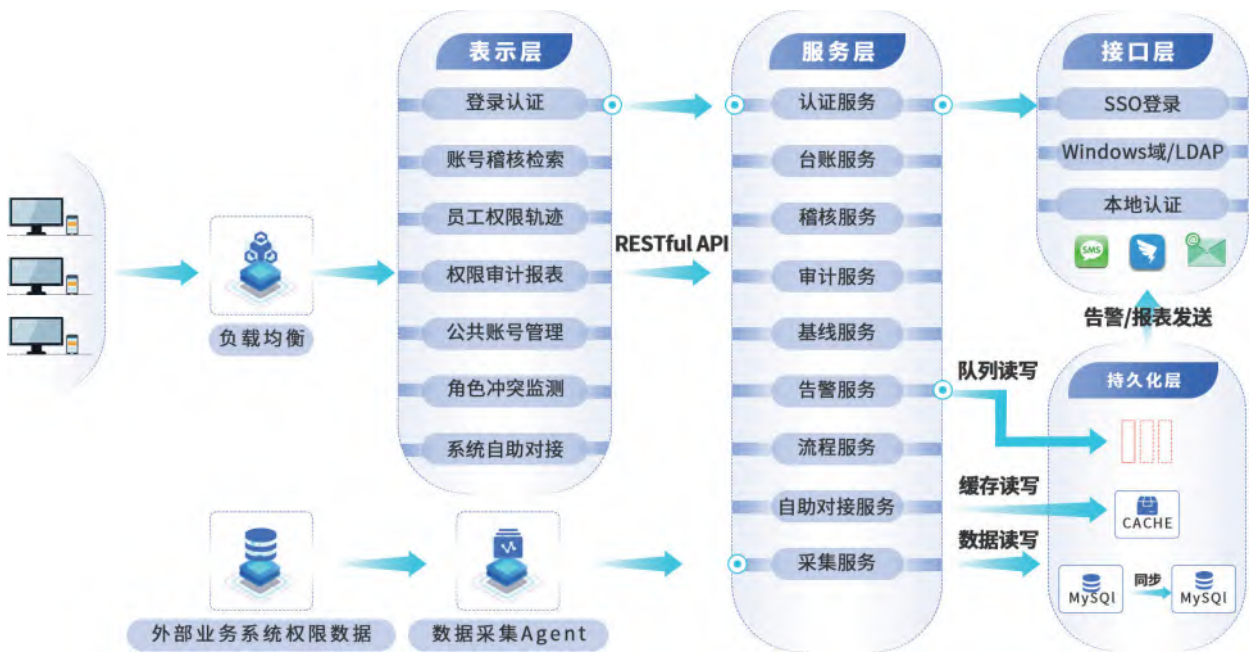 表示层
登录认证
账号稽核检索
员工权限轨迹
权限审计报表
公共账号管理
角色冲突监测
系统自助对接
负载均衡
外部业务系统权限数据
数据采集Agent
RESTful API
服务层
认证服务
台账服务
稽核服务
审计服务
基线服务
告警服务
流程服务
自助对接服务
采集服务
接口层
SSO登录
Windows域/LDAP
本地认证
SMS
@
告警/报表发送
队列读写
缓存读写
数据读写
持久化层
CACHE
MySQl
同步
MySQl